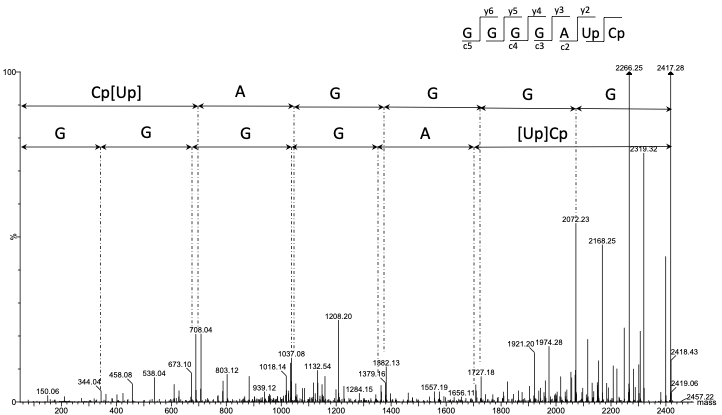 y6 y5 y4 y3 y2
G G G G A Up Cp
c5 c4 c3 c2
2266.25 2417.28
100
Cp[Up] A G G G G
G G G G A [Up]Cp
2319.32
2072.23
2168.25
%
1208.20
708.04
1921.20 1974.28
673.10 1037.08 1132.54
1018.14 1882.13 2418.43
344.04 458.08 538.04 803.12 1379.16 1727.18
150.06 939.12 1284.15 1557.19 1656.11 2419.06
2457.22
200 400 600 800 1000 1200 1400 1600 1800 2000 2200 2400 mass